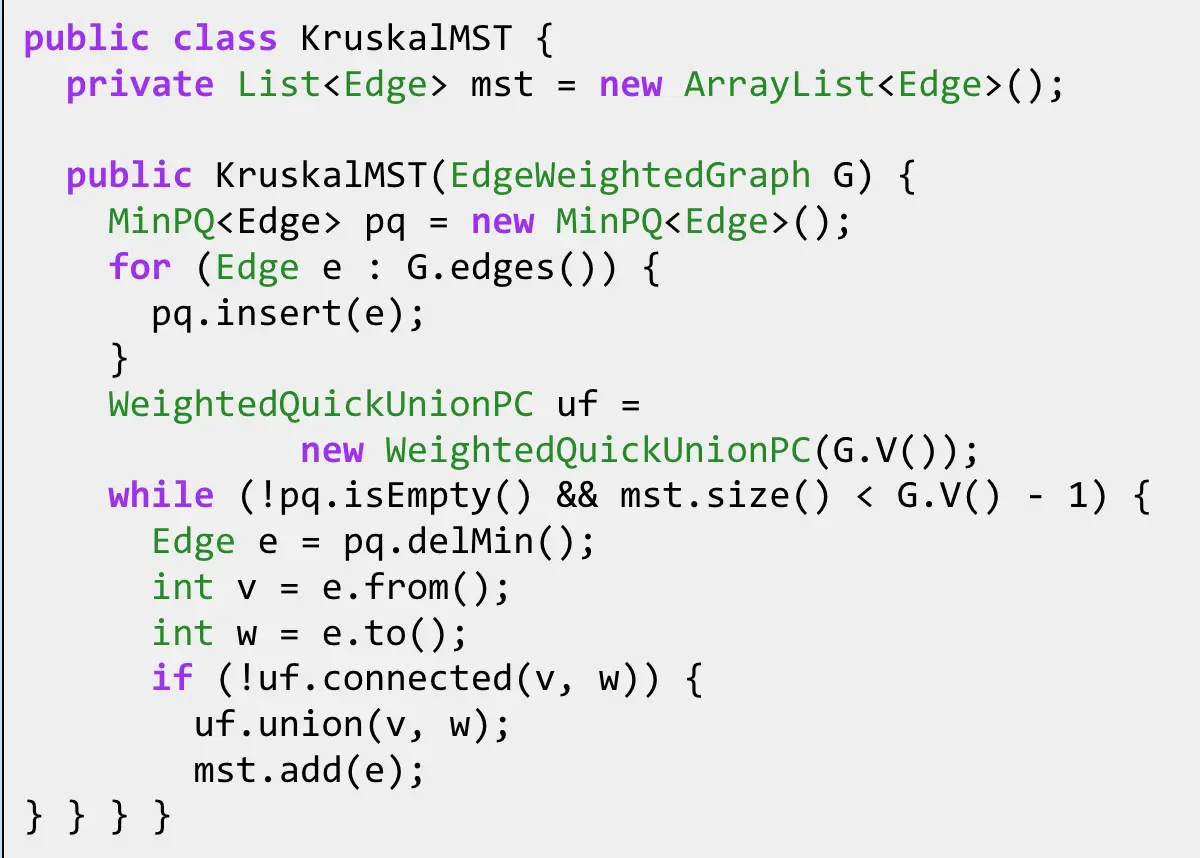 public class KruskalMST {
  private List<Edge> mst = new ArrayList<Edge>();

  public KruskalMST(EdgeWeightedGraph G) {
    MinPQ<Edge> pq = new MinPQ<Edge>();
    for (Edge e : G.edges()) {
      pq.insert(e);
    }
    WeightedQuickUnionPC uf =
             new WeightedQuickUnionPC(G.V());
    while (!pq.isEmpty() && mst.size() < G.V() - 1) {
      Edge e = pq.delMin();
      int v = e.from();
      int w = e.to();
      if (!uf.connected(v, w)) {
        uf.union(v, w);
        mst.add(e);
} } } }